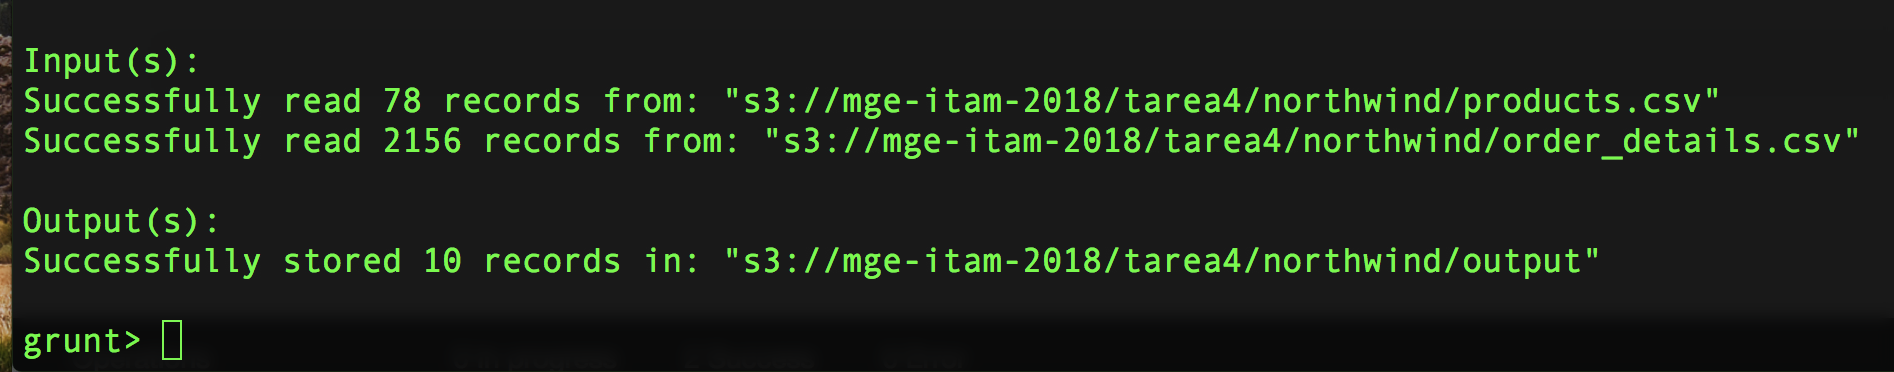 Input(s):
Successfully read 78 records from: "s3://mge-itam-2018/tarea4/northwind/products.csv"
Successfully read 2156 records from: "s3://mge-itam-2018/tarea4/northwind/order_details.csv"
Output(s):
Successfully stored 10 records in: "s3://mge-itam-2018/tarea4/northwind/output"
grunt>